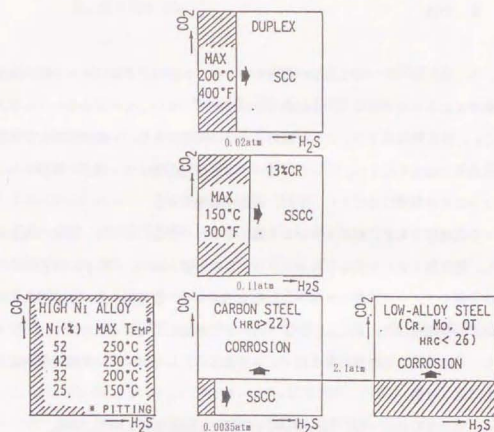 CO2
DUPLEX
MAX
200°C
400°F
SCC
0.02atm
H2S
CO2
13%CR
MAX
150°C
300°F
SSCC
0.11atm
H2S
CO2
HIGH NI ALLOY
NI(%) MAX TEMP
52 250°C
42 230°C
32 200°C
25 150°C
* PITTING
H2S
CO2
CARBON STEEL
(HRC>22)
CORROSION
SSCC
0.0035atm
H2S
2.1atm
CO2
LOW-ALLOY STEEL
(CR, MO, QT
HRC<26)
CORROSION
H2S